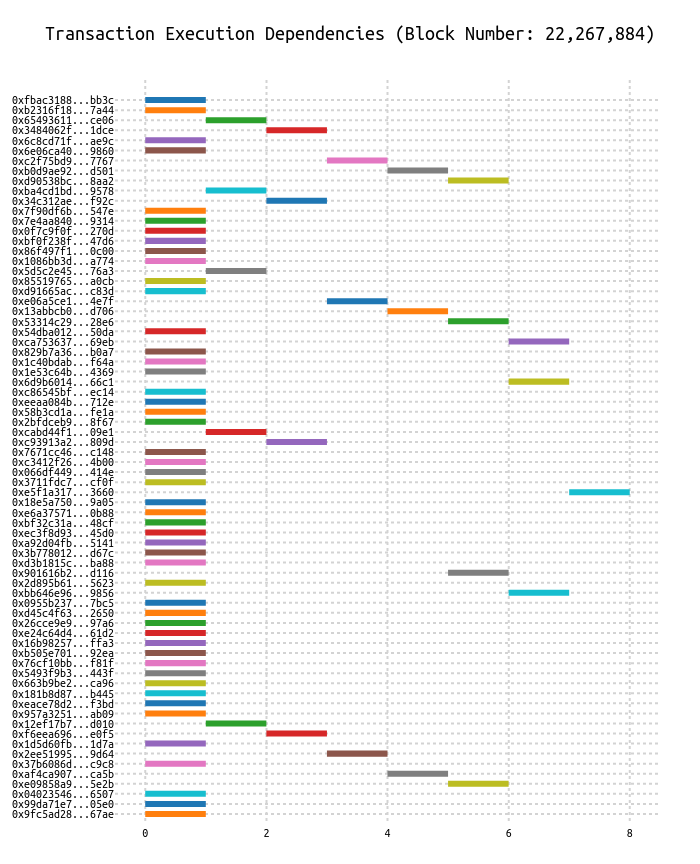 Transaction Execution Dependencies (Block Number: 22,267,884)
0xfbac3188...bb3c
0xb2316f18...7a44
0x65493611...ce06
0x3484062f...1dce
0x6c8cd71f...ae9c
0x6e06ca40...9860
0xc2f75bd9...7767
0xb0d9ae92...d501
0xd90538bc...8aa2
0xba4cd1bd...9578
0x34c312ae...f92c
0x7f90df6b...547e
0x7e4aa840...9314
0x0f7c9f0f...270d
0xbf0f238f...47d6
0x86f497f1...0c00
0x1086bb3d...a774
0x5d5c2e45...76a3
0x85519765...a0cb
0xd91665ac...c83d
0xe06a5ce1...4e7f
0x13abbcb0...d706
0x53314c29...28e6
0x54dba012...50da
0xca753637...69eb
0x829b7a36...b0a7
0x1c40bdab...f64a
0x1e53c64b...4369
0x6d9b6014...66c1
0xc86545bf...ec14
0xeeaa084b...712e
0x58b3cd1a...fe1a
0x2bfdceb9...8f67
0xcabd44f1...09e1
0xc93913a2...809d
0x7671cc46...c148
0xc3412f26...4b00
0x066df449...414e
0x3711fdc7...cf0f
0xe5f1a317...3660
0x18e5a750...9a05
0xe6a37571...0b88
0xbf32c31a...48cf
0xec3f8d93...45d0
0xa92d04fb...5141
0x3b778012...d67c
0xd3b1815c...ba88
0x901616b2...d116
0x2d895b61...5623
0xbb646e96...9856
0x0955b237...7bc5
0xd45c4f63...2650
0x26cce9e9...97a6
0xe24c64d4...61d2
0x16b98257...ffa3
0xb505e701...92ea
0x76cf10bb...f81f
0x5493f9b3...443f
0x663b9be2...ca96
0x181b8d87...b445
0xeace78d2...f3bd
0x957a3251...ab09
0x12ef17b7...d010
0xf6eea696...e0f5
0x1d5d60fb...1d7a
0x2ee51995...9d64
0x37b6086d...c9c8
0xaf4ca907...ca5b
0xe09858a9...5e2b
0x04023546...6507
0x99da71e7...05e0
0x9fc5ad28...67ae
0 2 4 6 8